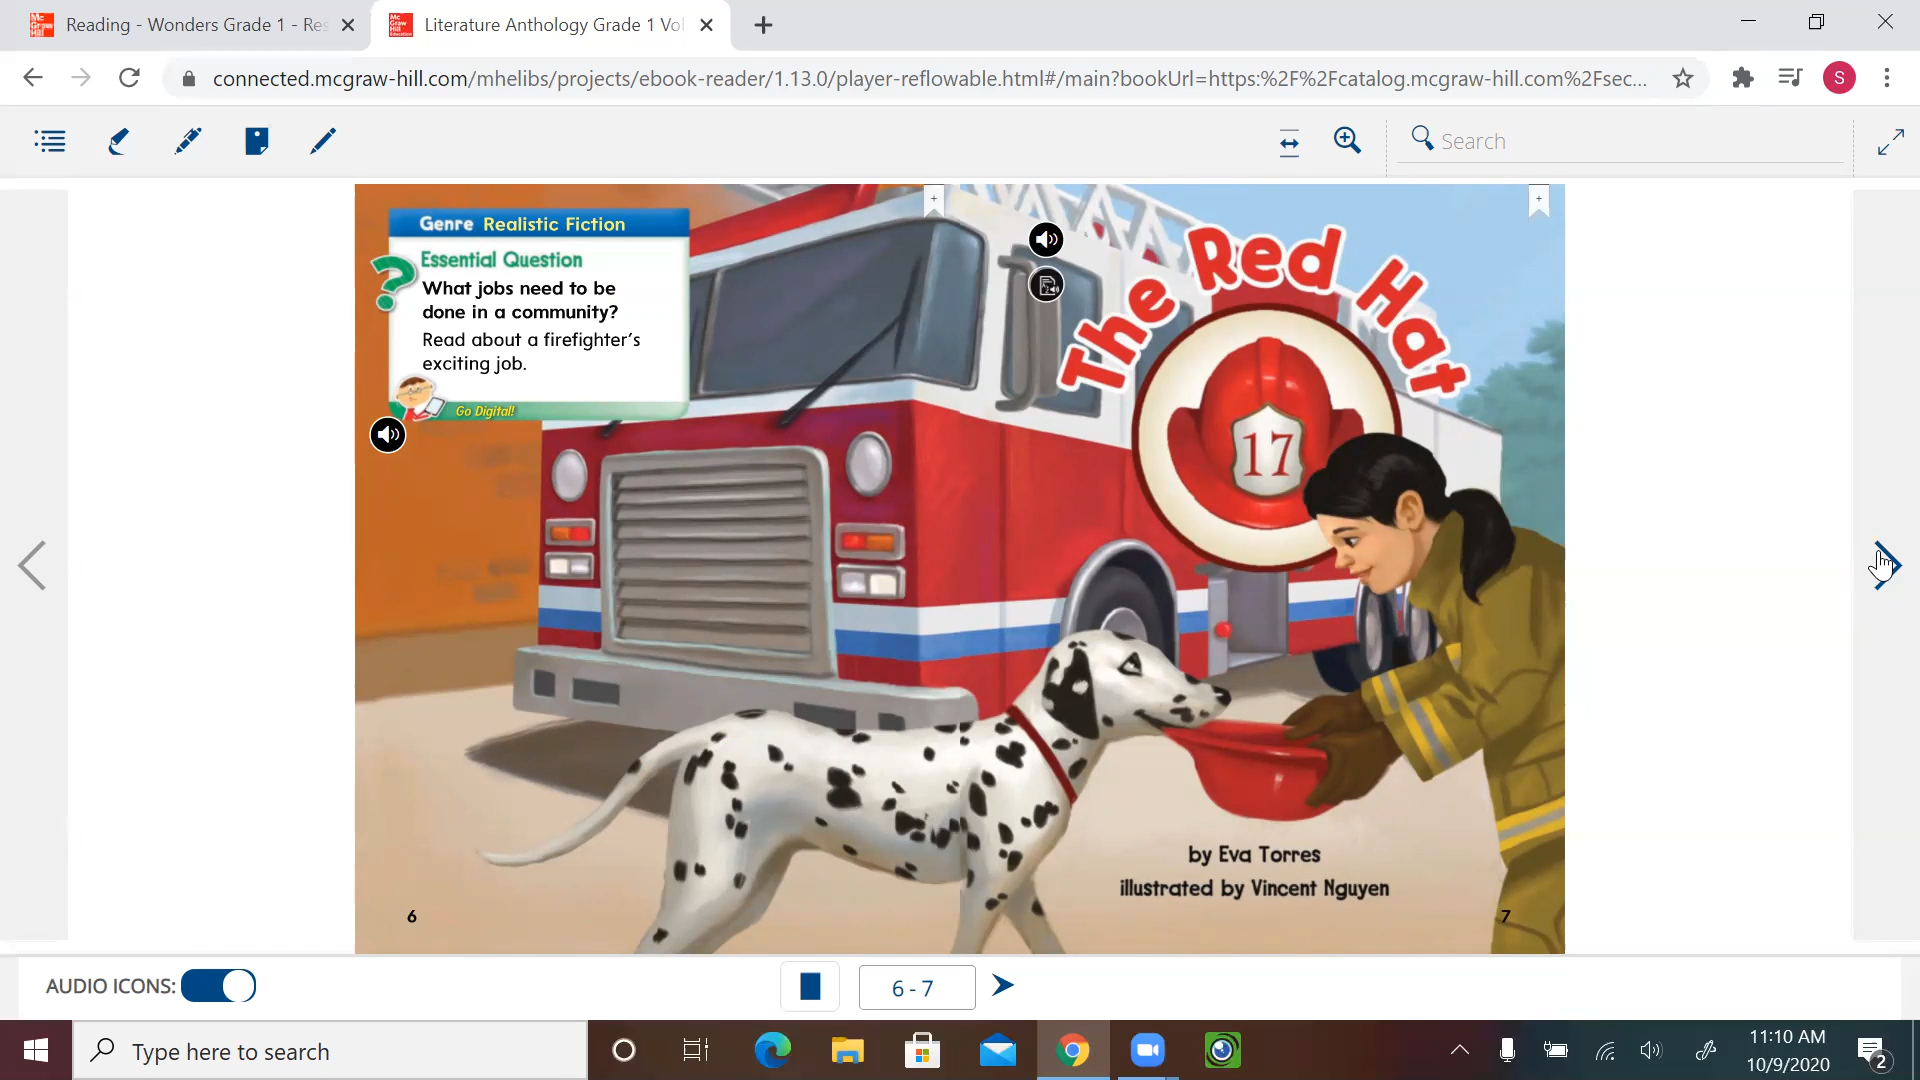 Reading - Wonders Grade 1 - Res
Literature Anthology Grade 1 Vol
connected.mcgraw-hill.com/mhelibs/projects/ebook-reader/1.13.0/player-reflowable.html#/main?bookUrl=https:%2F%2Fcatalog.mcgraw-hill.com%2Fsec...
S
Search
Genre Realistic Fiction
Essential Question
What jobs need to be
done in a community?
Read about a firefighter's
exciting job.
Go Digital!
The Red Hat
17
by Eva Torres
illustrated by Vincent Nguyen
6
7
AUDIO ICONS:
6 - 7
Type here to search
11:10 AM
10/9/2020
2